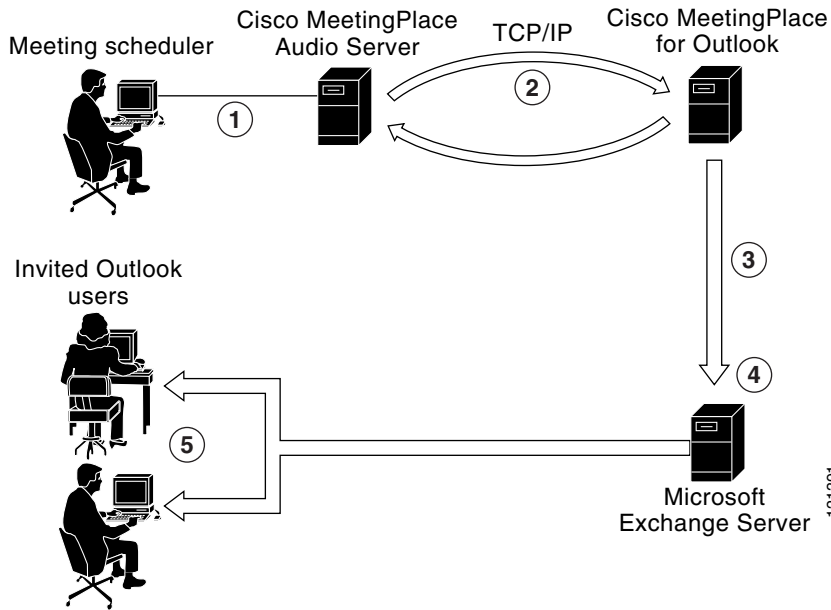 Meeting scheduler
Cisco MeetingPlace
Audio Server
TCP/IP
Cisco MeetingPlace
for Outlook
1
2
3
Invited Outlook
users
4
5
Microsoft
Exchange Server